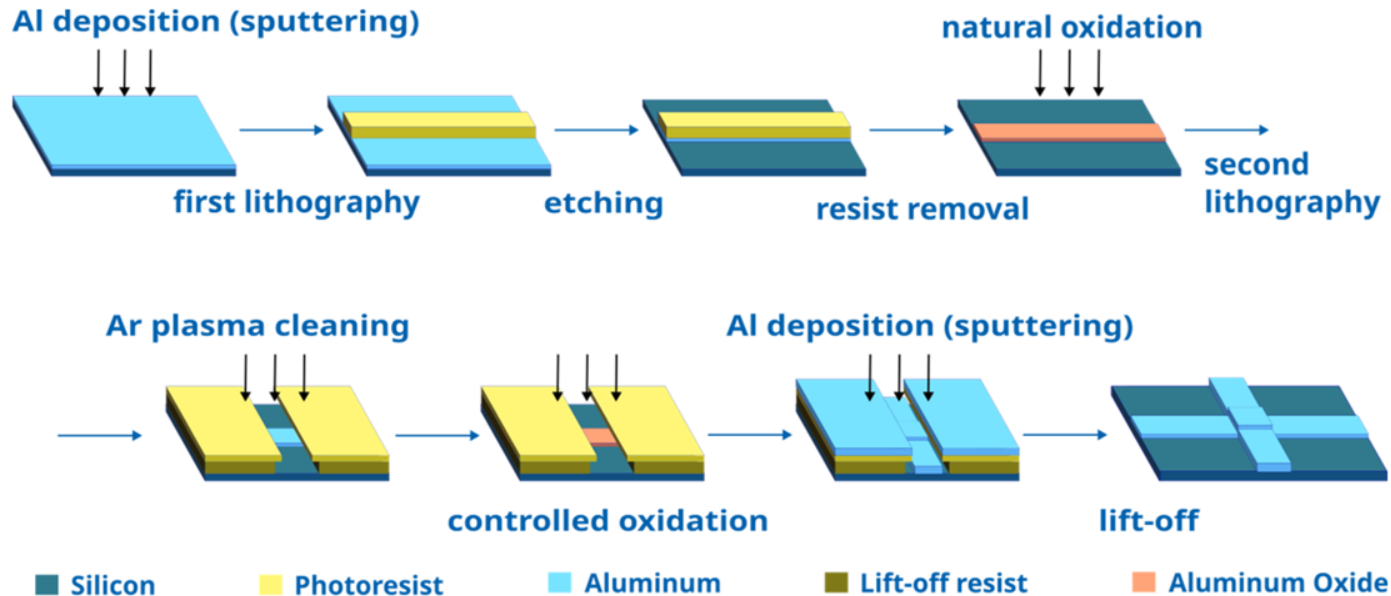 Al deposition (sputtering)
natural oxidation
first lithography
etching
resist removal
second
lithography
Ar plasma cleaning
Al deposition (sputtering)
controlled oxidation
lift-off
Silicon
Photoresist
Aluminum
Lift-off resist
Aluminum Oxide